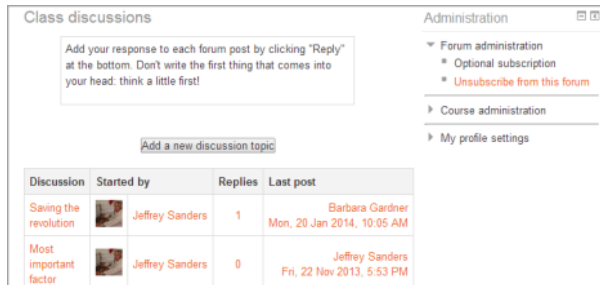 Class discussions
Add your response to each forum post by clicking "Reply"
at the bottom. Don't write the first thing that comes into
your head: think a little first!
Add a new discussion topic
Discussion Started by Replies Last post
Saving the
revolution
Jeffrey Sanders
1
Barbara Gardner
Mon, 20 Jan 2014, 10:05 AM
Most
important
factor
Jeffrey Sanders
0
Jeffrey Sanders
Fri, 22 Nov 2013, 5:53 PM
Administration
Forum administration
Optional subscription
Unsubscribe from this forum
Course administration
My profile settings